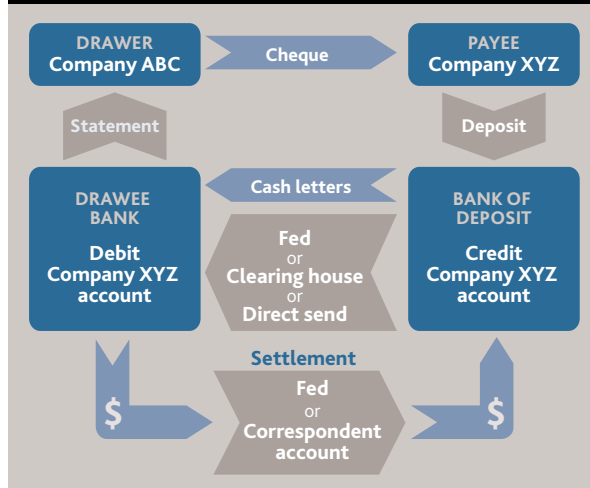 DRAWER
Company ABC
Cheque
PAYEE
Company XYZ
Statement
Deposit
DRAWEE
BANK
Debit
Company XYZ
account
Cash letters
Fed
or
Clearing house
or
Direct send
BANK OF
DEPOSIT
Credit
Company XYZ
account
Settlement
$
Fed
or
Correspondent
account
$